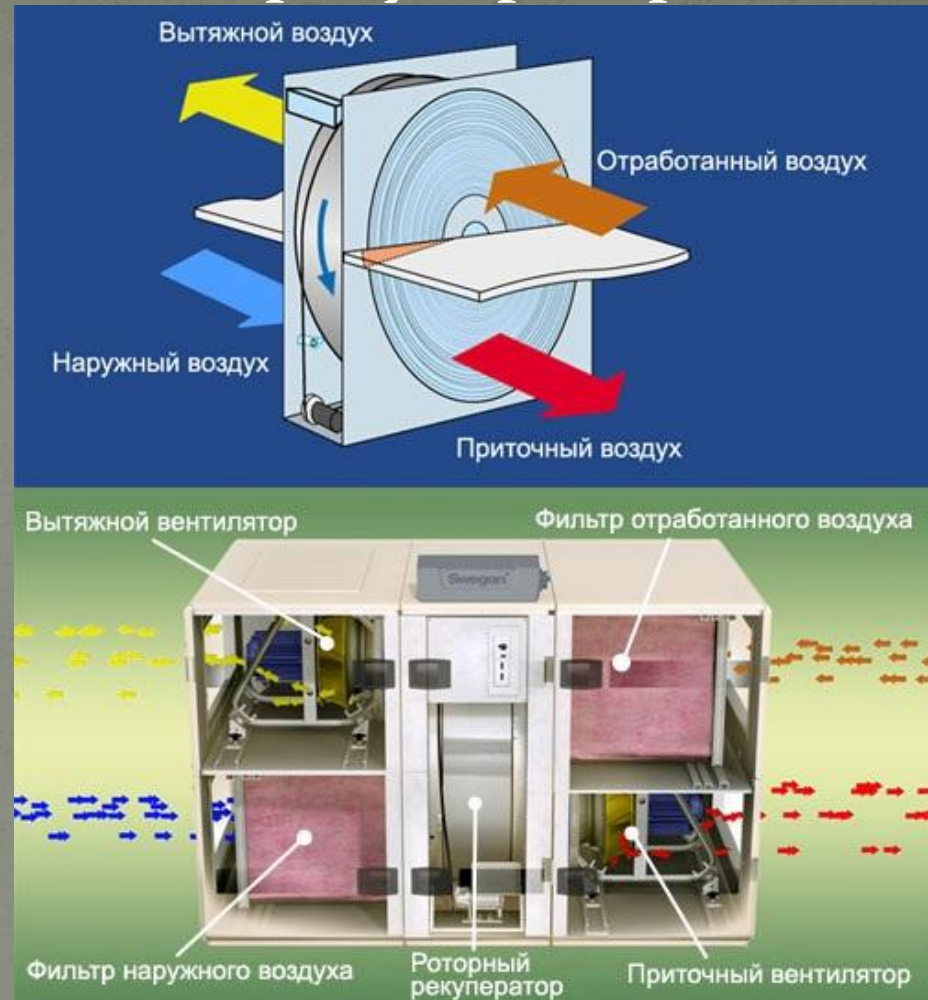 Вытяжной воздух
Отработанный воздух
Наружный воздух
Приточный воздух
Вытяжной вентилятор
Фильтр отработанного воздуха
Swegon
Фильтр наружного воздуха
Роторный
рекуператор
Приточный вентилятор